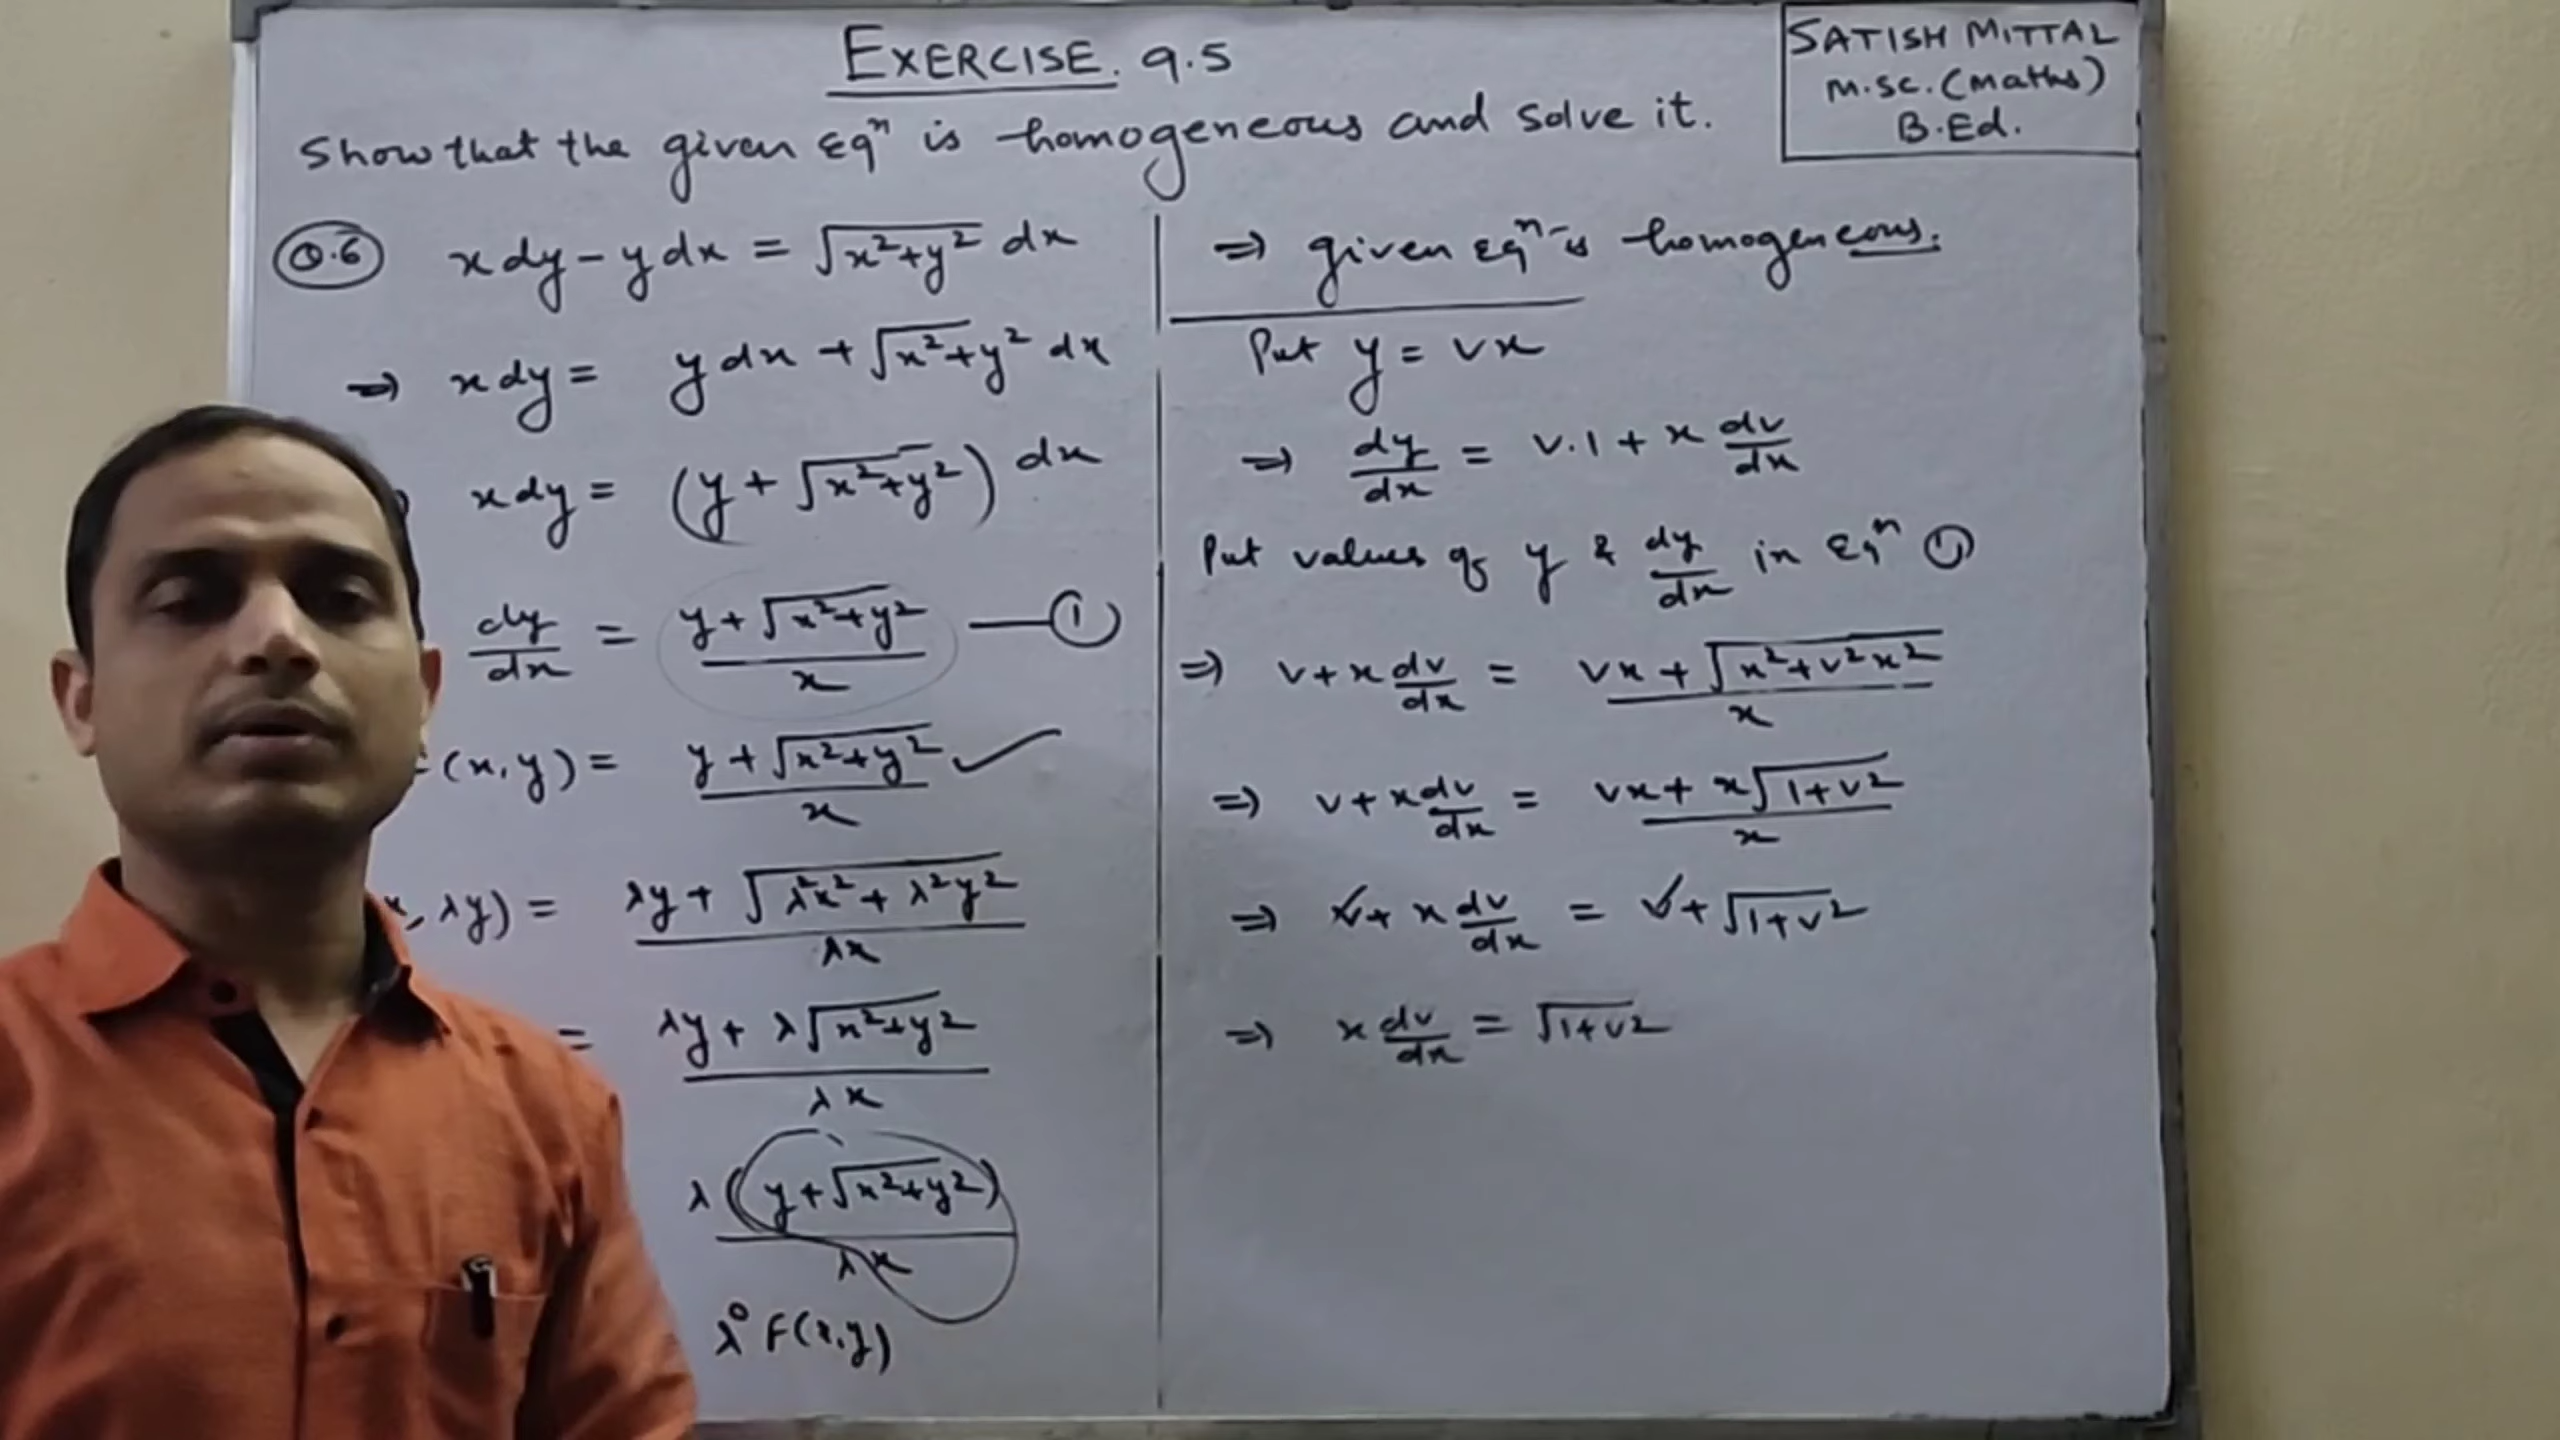 EXERCISE. 9.5
SATISH MITTAL
M.Sc. (Maths)
B.Ed.
Show that the given Eqⁿ is homogeneous and solve it.
Q.6 xdy - ydx = √(x²+y²) dx
⇒ xdy = ydx + √(x²+y²) dx
xdy = (y + √(x²+y²)) dx
dy/dx = (y + √(x²+y²))/x — ①
(x,y) = (y + √(x²+y²))/x ✓
, λy) = (λy + √(λ²x² + λ²y²))/λx
= (λy + λ√(x²+y²))/λx
λ(y + √(x²+y²))/λx
λ⁰ F(x,y)
⇒ given Eqⁿ is homogeneous.
Put y = vx
⇒ dy/dx = v.1 + x dv/dx
Put values of y & dy/dx in Eqⁿ ①
⇒ v + x dv/dx = (vx + √(x²+v²x²))/x
⇒ v + x dv/dx = (vx + x√(1+v²))/x
⇒ v + x dv/dx = v + √(1+v²)
⇒ x dv/dx = √(1+v²)